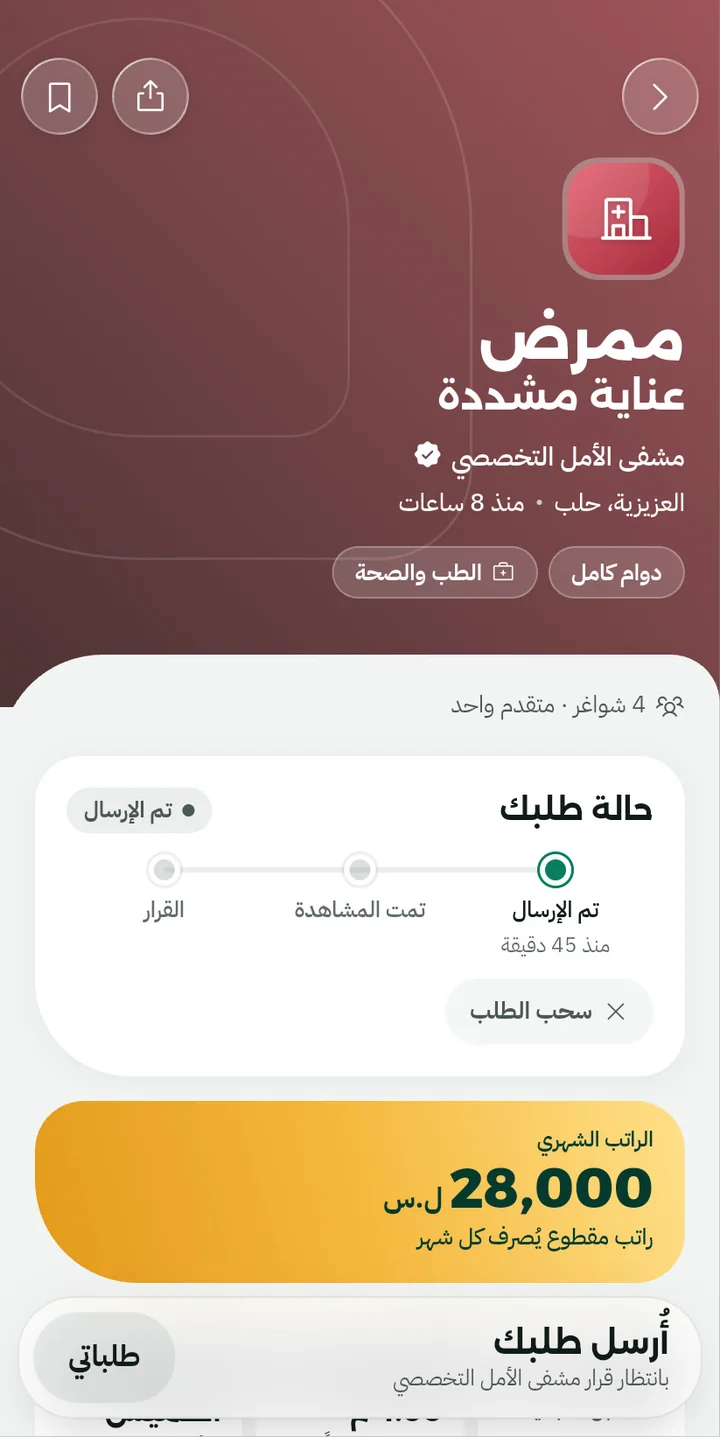 ممرض
عناية مشددة
مشفى الأمل التخصصي
العزيزية، حلب • منذ 8 ساعات
دوام كامل
الطب والصحة
4 شواغر · متقدم واحد
حالة طلبك
تم الإرسال
تم الإرسال
تمت المشاهدة
القرار
منذ 45 دقيقة
سحب الطلب
الراتب الشهري
28,000 ل.س
راتب مقطوع يُصرف كل شهر
أُرسل طلبك
بانتظار قرار مشفى الأمل التخصصي
طلباتي